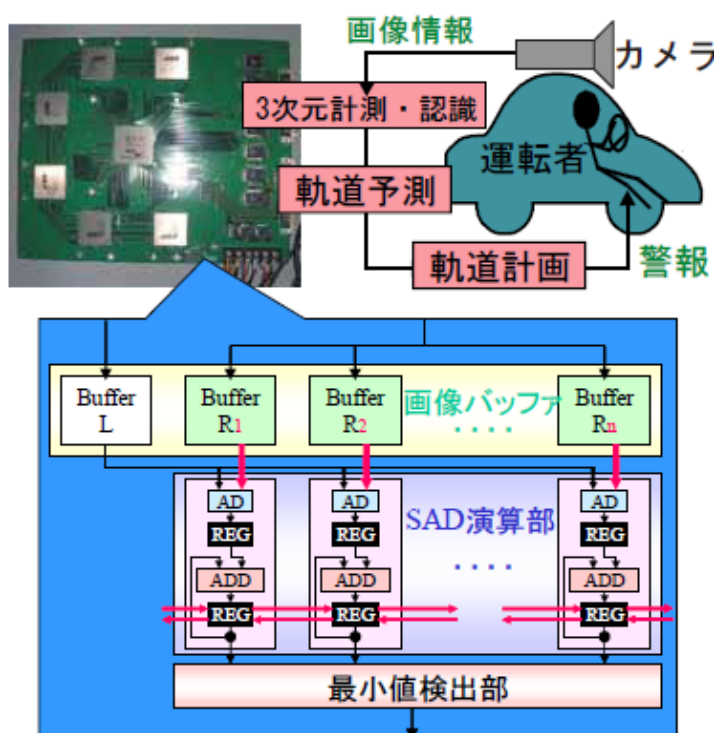 画像情報
カメラ
3次元計測・認識
運転者
軌道予測
軌道計画
警報
Buffer L
Buffer R1
Buffer R2
画像バッファ
・・・・
Buffer Rn
AD
AD
SAD演算部
AD
REG
REG
REG
・・・・
ADD
ADD
ADD
REG
REG
REG
最小値検出部